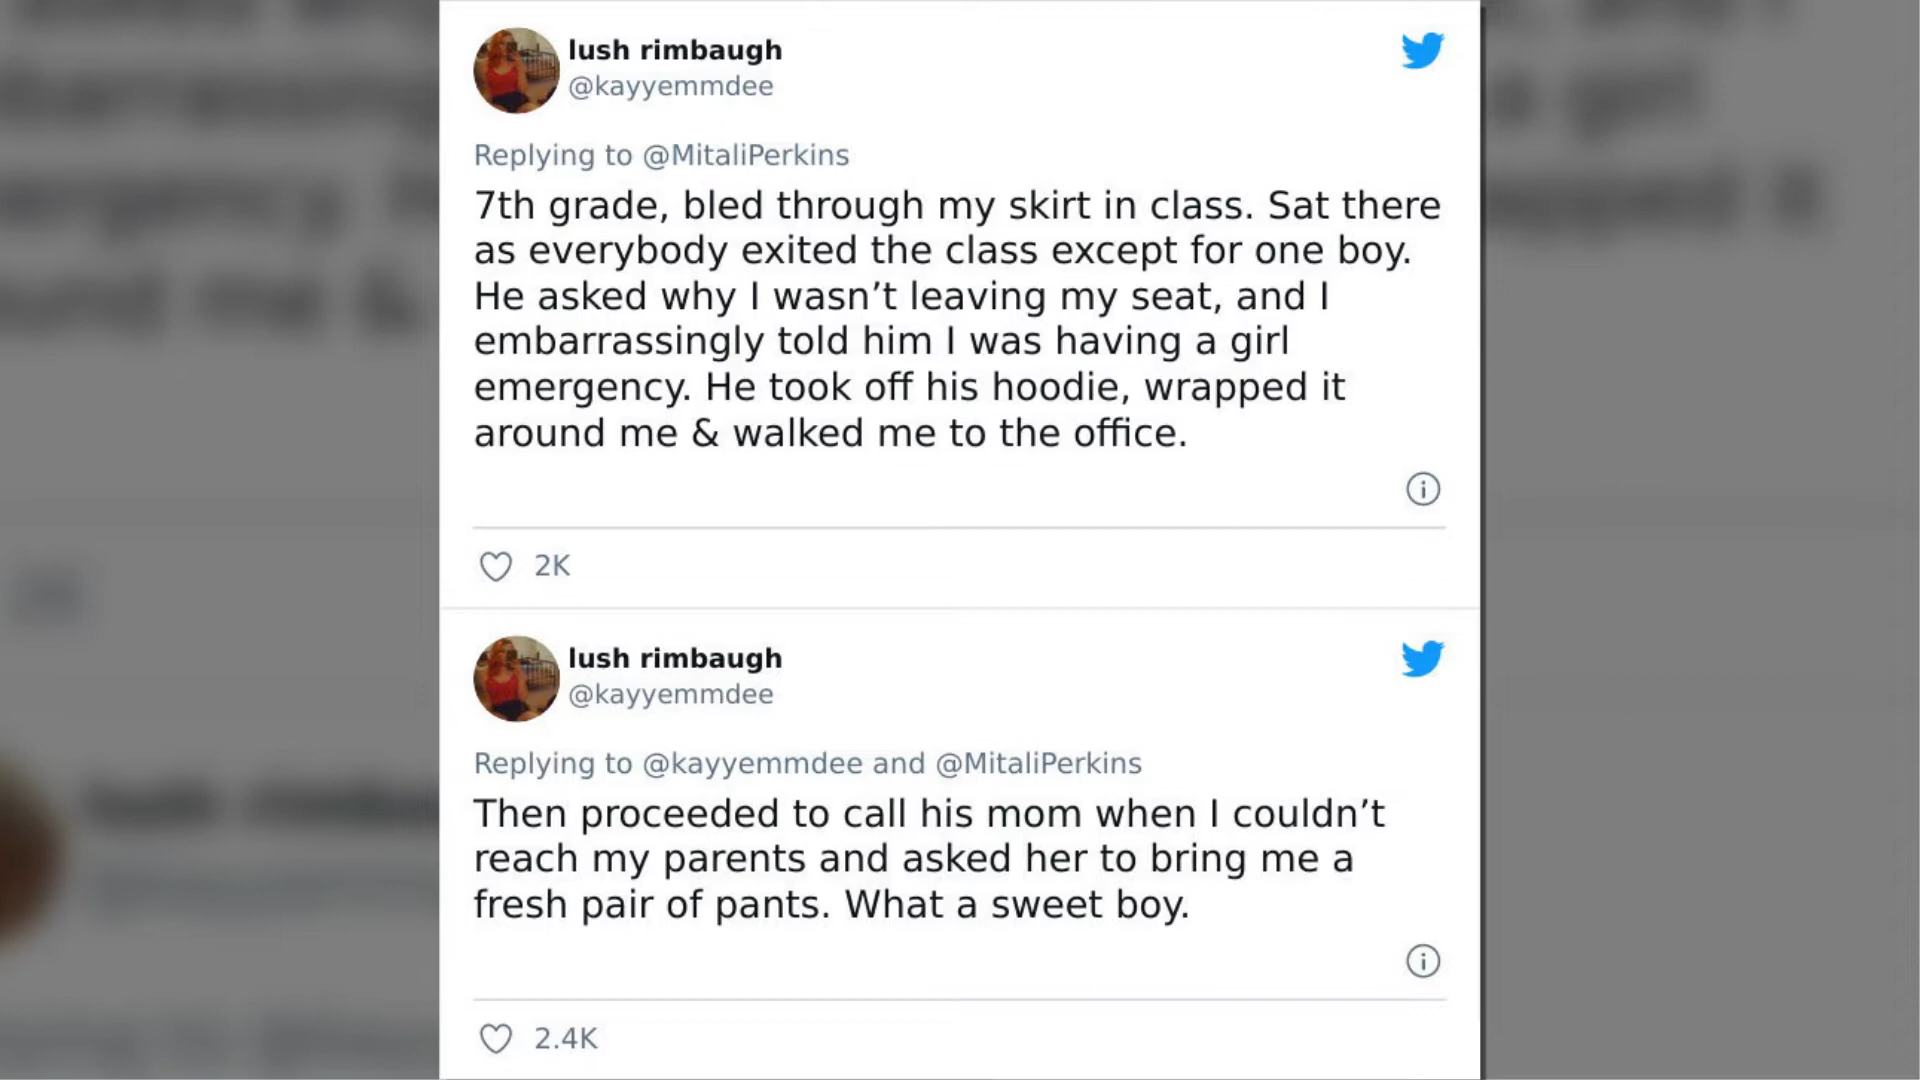 lush rimbaugh
@kayyemmdee
Replying to @MitaliPerkins
7th grade, bled through my skirt in class. Sat there
as everybody exited the class except for one boy.
He asked why I wasn’t leaving my seat, and I
embarrassingly told him I was having a girl
emergency. He took off his hoodie, wrapped it
around me & walked me to the office.
2K
lush rimbaugh
@kayyemmdee
Replying to @kayyemmdee and @MitaliPerkins
Then proceeded to call his mom when I couldn’t
reach my parents and asked her to bring me a
fresh pair of pants. What a sweet boy.
2.4K